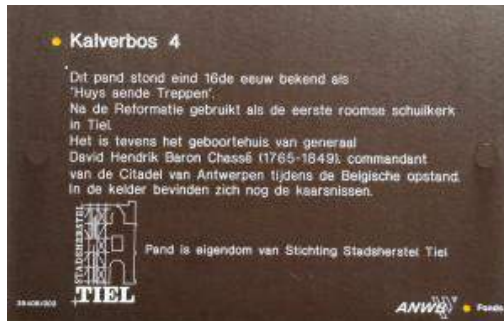 Kalverbos 4
Dit pand stond eind 16de eeuw bekend als
"Huys aende Treppen".
Na de Reformatie gebruikt als de eerste roomse schuilkerk
in Tiel.
Het is tevens het geboortehuis van generaal
David Hendrik Baron Chassé (1765-1849), commandant
van de Citadel van Antwerpen tijdens de Belgische opstand.
In de kelder bevinden zich nog de kaarsnissen.
STADSHERSTEL
TIEL
Pand is eigendom van Stichting Stadsherstel Tiel
ANWB
Fonds